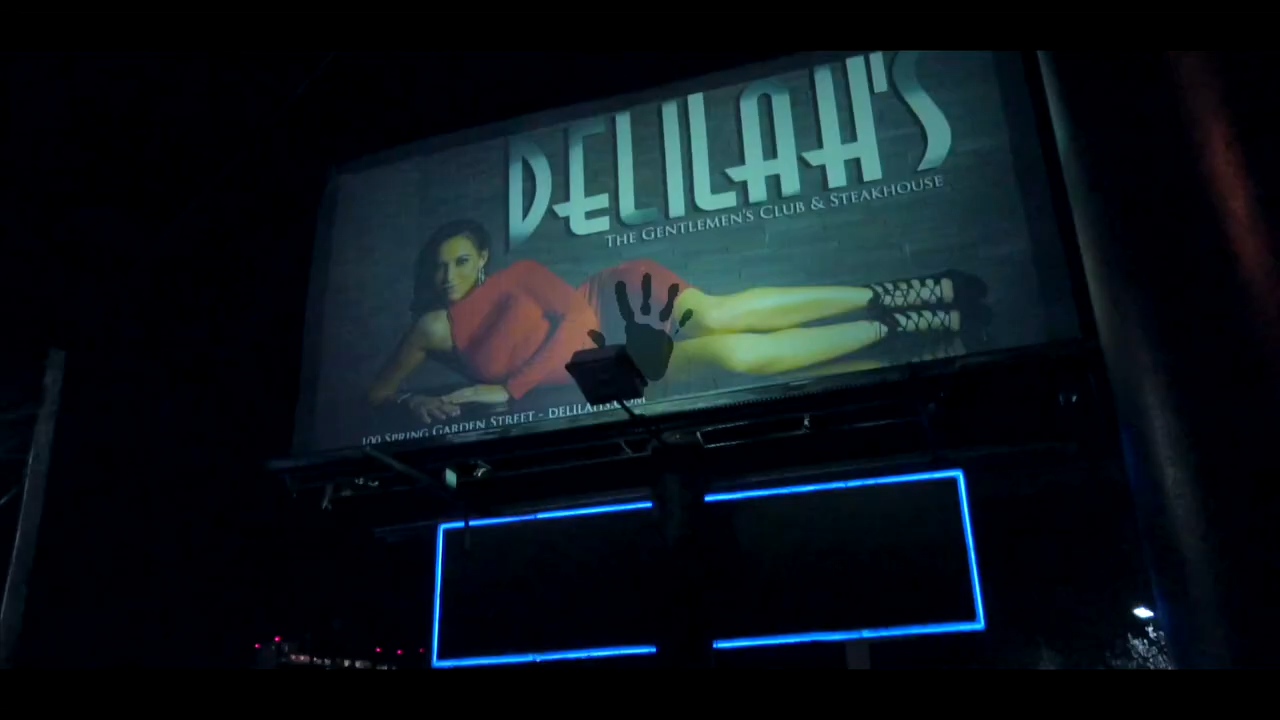 DELILAH'S
THE GENTLEMEN'S CLUB & STEAKHOUSE
100 SPRING GARDEN STREET - DELILAHS.COM